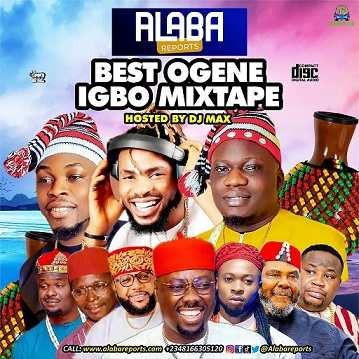 ALABA
REPORTS
BEST OGENE
IGBO MIXTAPE
HOSTED BY DJ MAX
COMPACT
disc
DIGITAL AUDIO
CALL: www.alabareports.com +2348166305120 @Alabareports